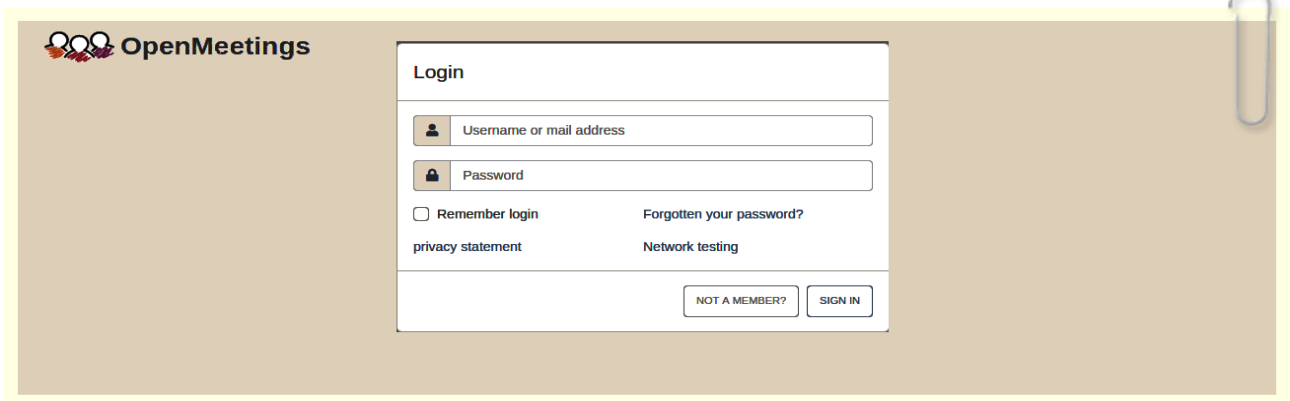 OpenMeetings
Login
Username or mail address
Password
Remember login
Forgotten your password?
privacy statement
Network testing
NOT A MEMBER?
SIGN IN